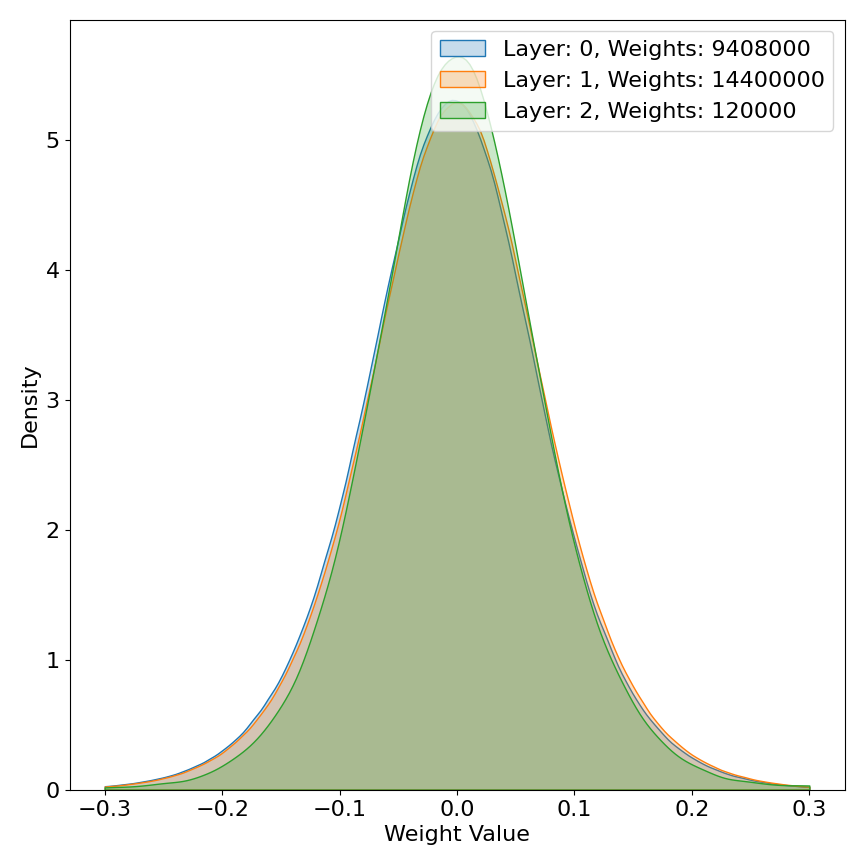 Layer: 0, Weights: 9408000
Layer: 1, Weights: 14400000
Layer: 2, Weights: 120000
Density
5
4
3
2
1
0
−0.3 −0.2 −0.1 0.0 0.1 0.2 0.3
Weight Value